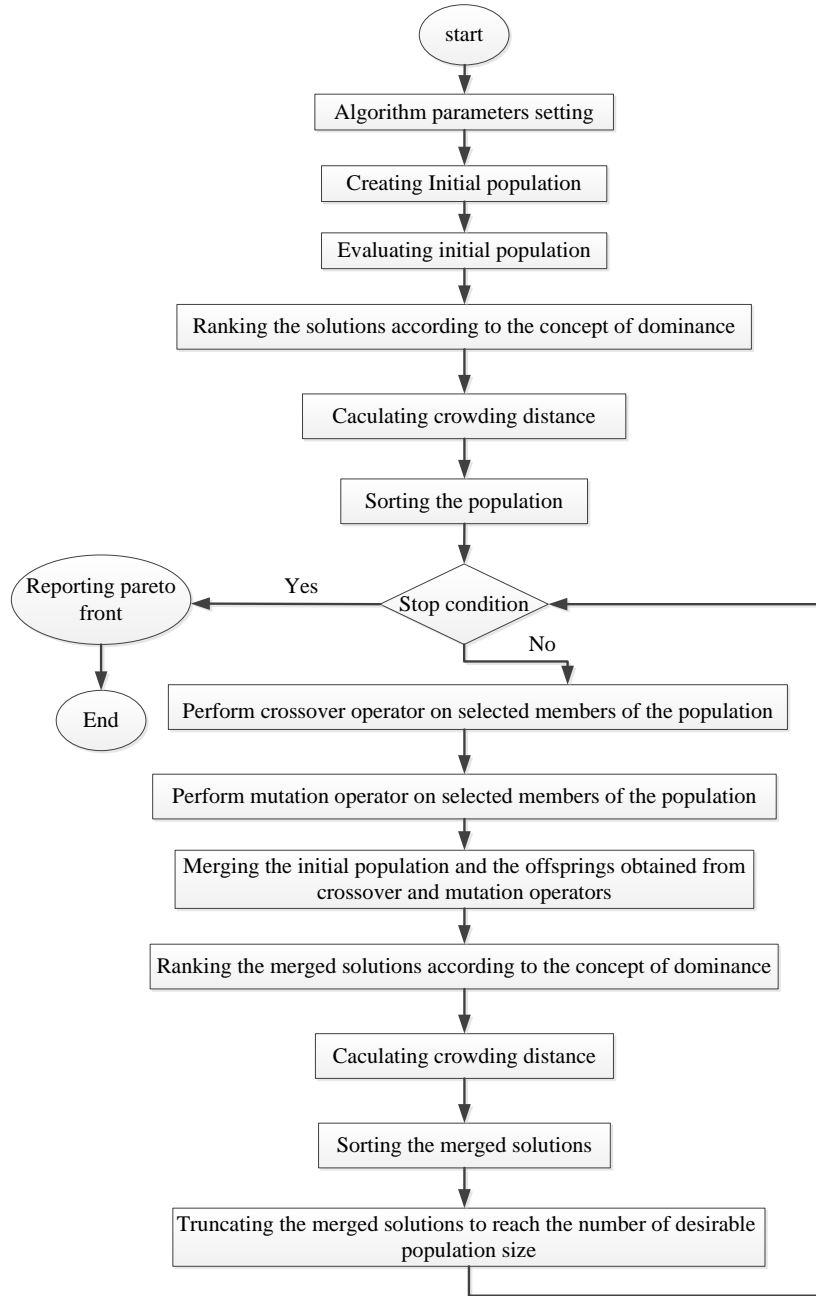 start
Algorithm parameters setting
Creating Initial population
Evaluating initial population
Ranking the solutions according to the concept of dominance
Caculating crowding distance
Sorting the population
Reporting pareto
front
Yes
Stop condition
No
End
Perform crossover operator on selected members of the population
Perform mutation operator on selected members of the population
Merging the initial population and the offsprings obtained from
crossover and mutation operators
Ranking the merged solutions according to the concept of dominance
Caculating crowding distance
Sorting the merged solutions
Truncating the merged solutions to reach the number of desirable
population size